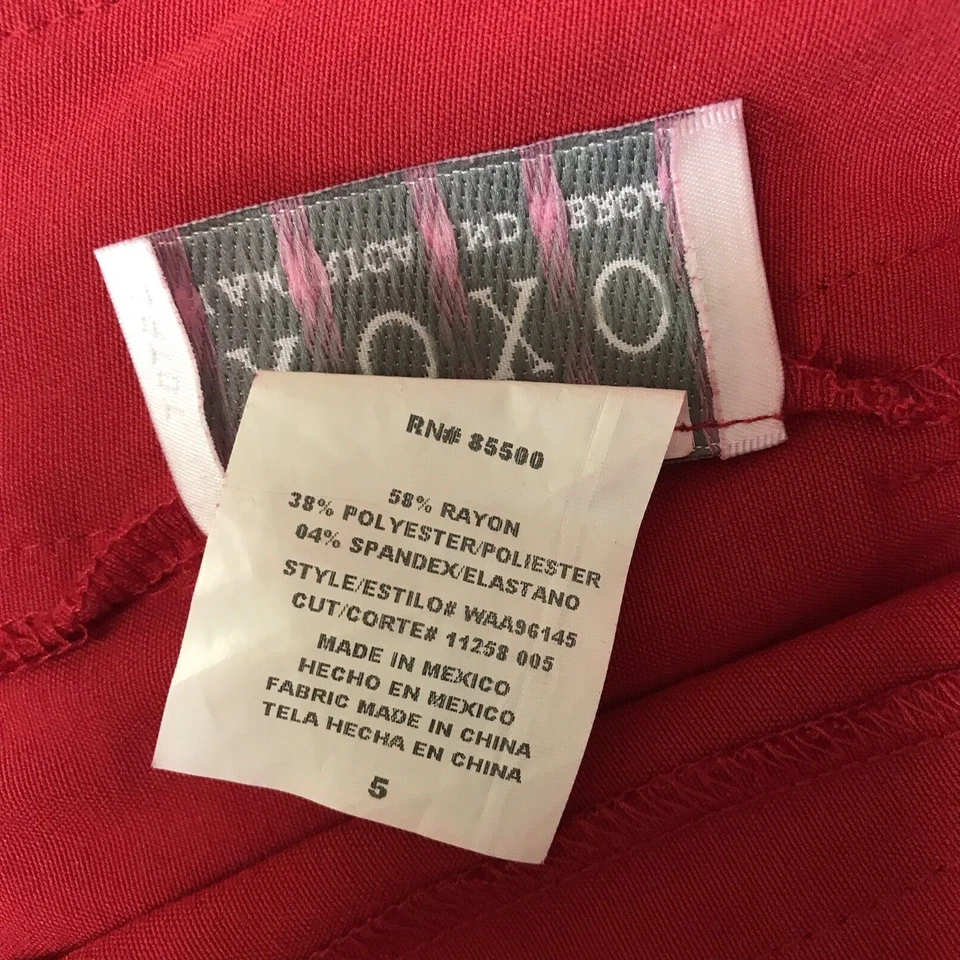 XOXO
RN# 85500
58% RAYON
38% POLYESTER/POLIESTER
04% SPANDEX/ELASTANO
STYLE/ESTILO# WAA96145
CUT/CORTE# 11258 005
MADE IN MEXICO
HECHO EN MEXICO
FABRIC MADE IN CHINA
TELA HECHA EN CHINA
5